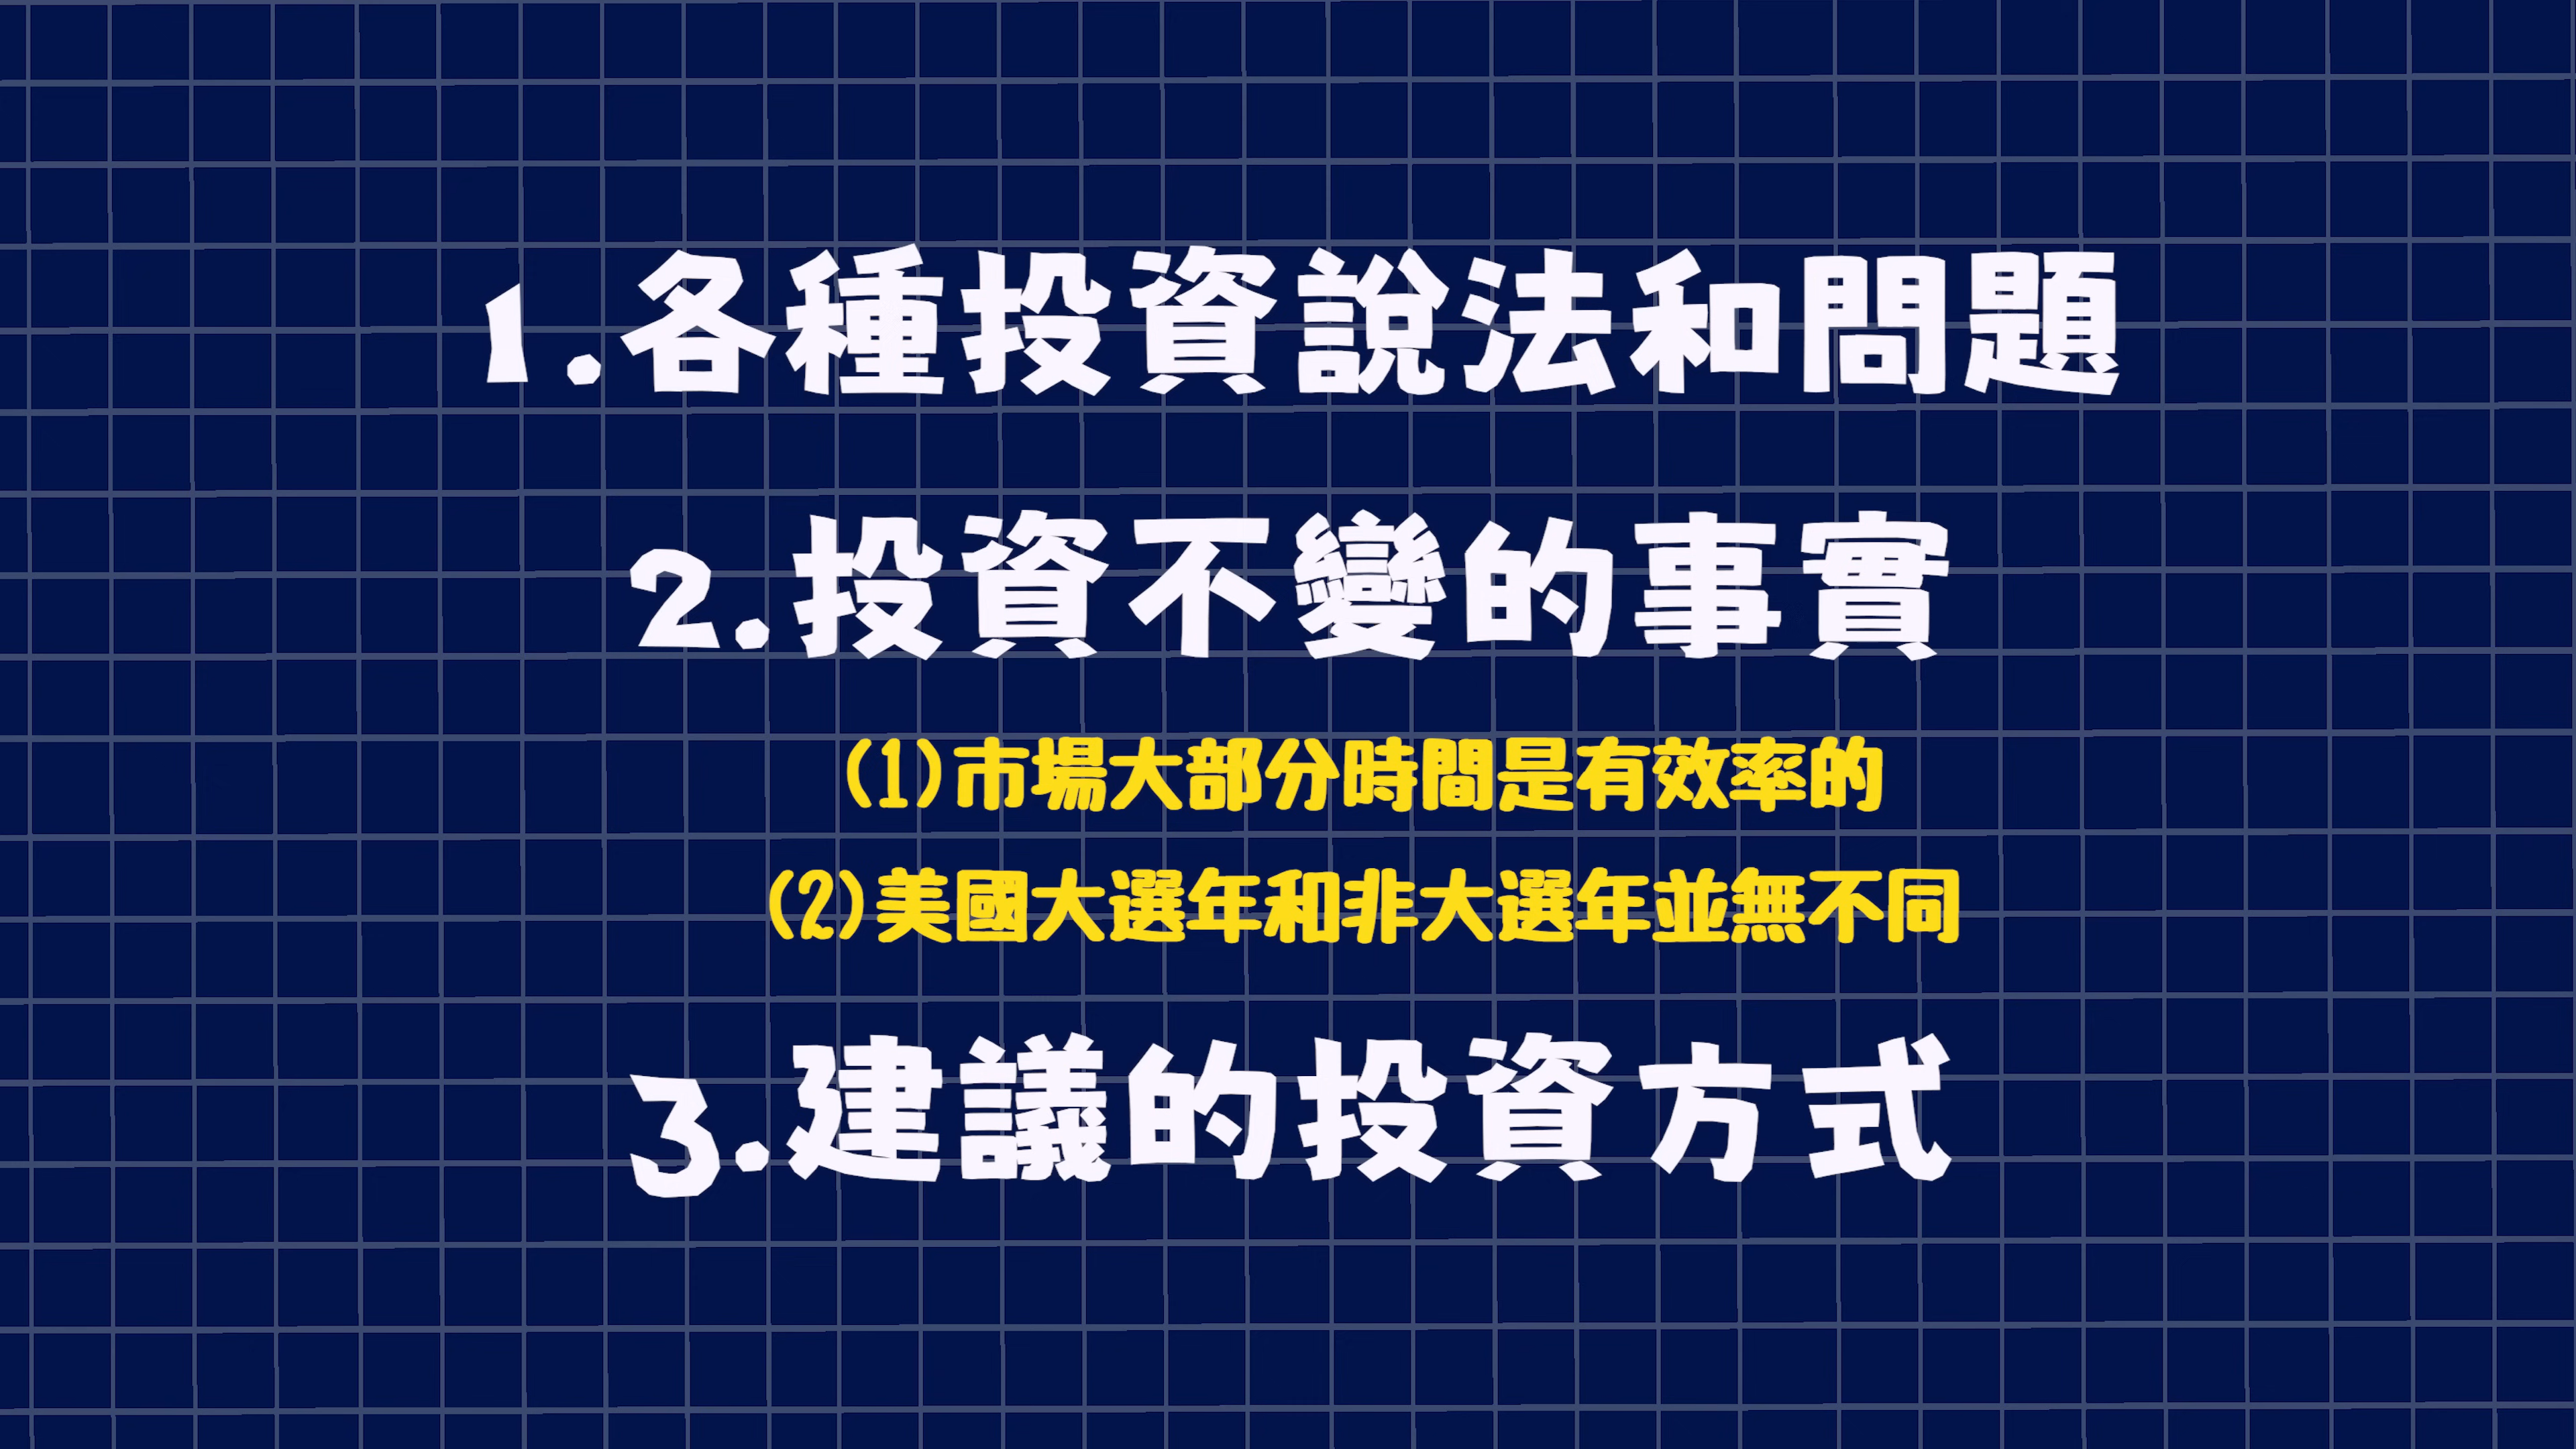 1.各種投資說法和問題
2.投資不變的事實
(1)市場大部分時間是有效率的
(2)美國大選年和非大選年並無不同
3.建議的投資方式